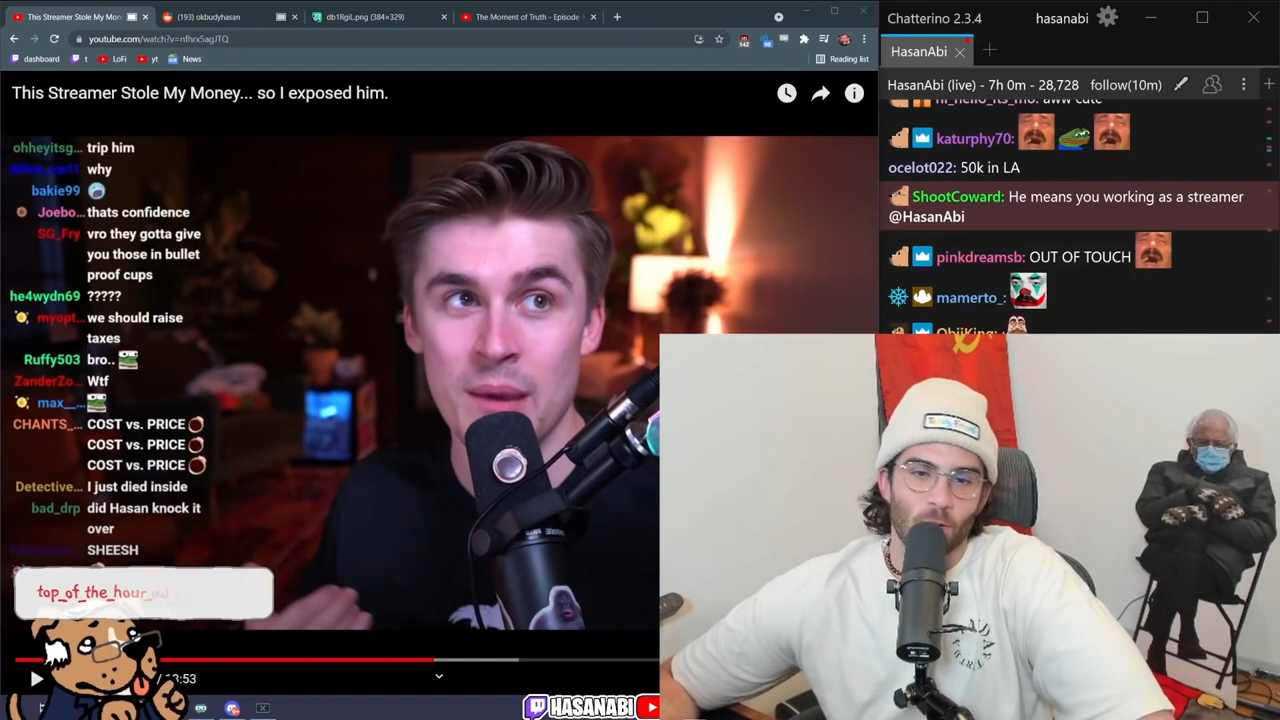 This Streamer Stole My Mon
(193) okbudyhasan
db1RgiL.png (384×329)
The Moment of Truth - Episode
Chatterino 2.3.4
hasanabi
youtube.com/watch?v=nfhrx5agJTQ
HasanAbi
dashboard
t
LoFi
yt
News
Reading list
HasanAbi (live) - 7h 0m - 28,728
follow(10m)
This Streamer Stole My Money... so I exposed him.
hi_hello_its_mo: aww cute
katurphy70:
ocelot022: 50k in LA
ShootCoward: He means you working as a streamer
@HasanAbi
pinkdreamsb: OUT OF TOUCH
mamerto_:
ObiiKing:
ohheyitsg... trip him
why
bakie99
Joebo... thats confidence
SG_Fry vro they gotta give
you those in bullet
proof cups
he4wydn69 ?????
myopt... we should raise
taxes
Ruffy503 bro..
ZanderZo... Wtf
max__...
CHANTS_... COST vs. PRICE
COST vs. PRICE
COST vs. PRICE
Detective... I just died inside
bad_drp did Hasan knock it
over
SHEESH
top_of_the_hour_ad_
:53
HASANABI